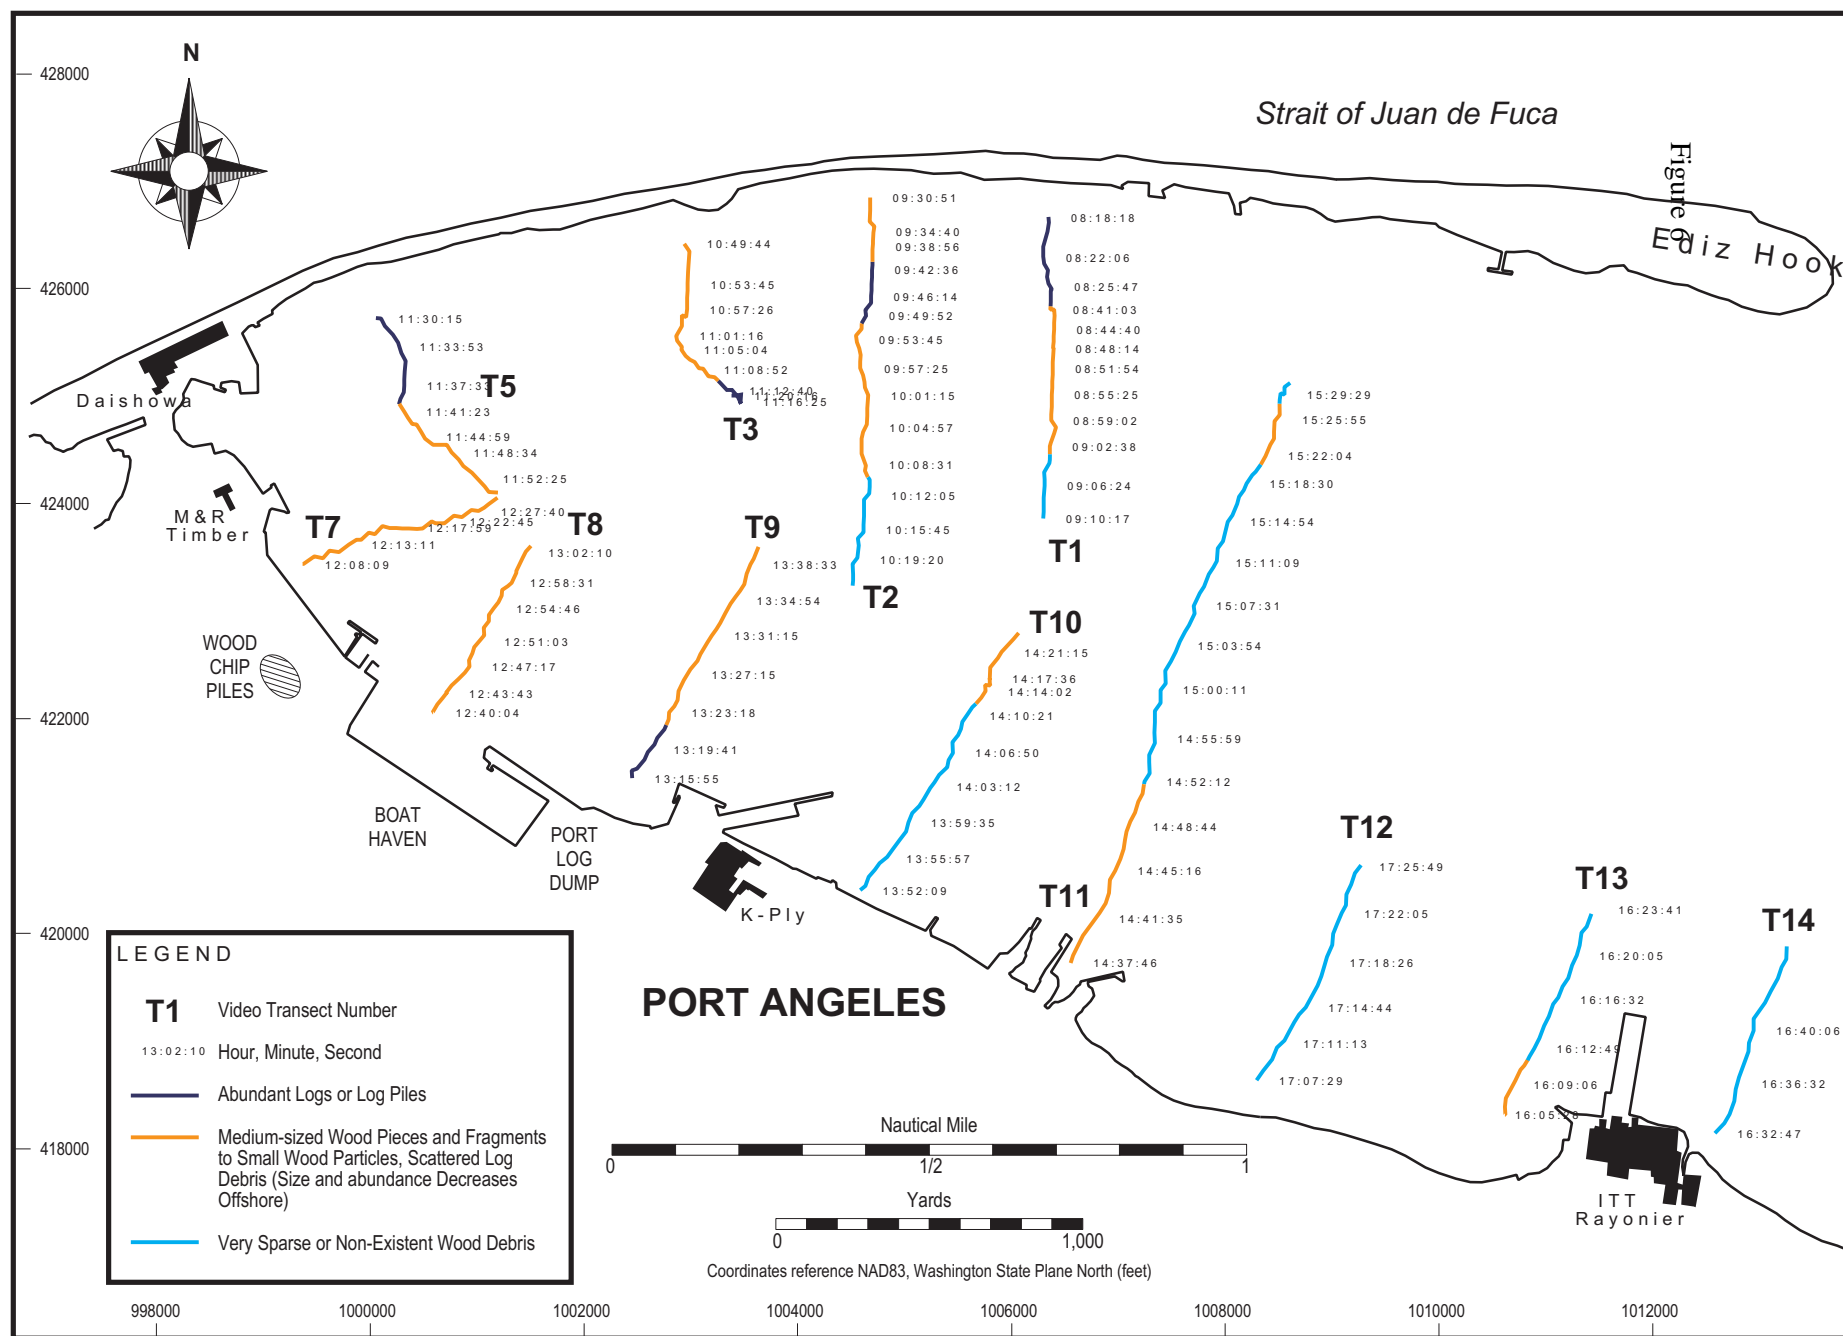 N
428000
426000
424000
422000
420000
418000
Strait of Juan de Fuca
Figure 6
Ediz Hook
Daishowa
M & R
Timber
WOOD
CHIP
PILES
BOAT
HAVEN
PORT
LOG
DUMP
K-Ply
PORT ANGELES
ITT
Rayonier
T5
11:30:15
11:33:53
11:37:33
11:41:23
11:44:59
11:48:34
11:52:25
T7
12:27:40
12:22:45
12:17:59
12:13:11
12:08:09
T8
13:02:10
12:58:31
12:54:46
12:51:03
12:47:17
12:43:43
12:40:04
T3
10:49:44
10:53:45
10:57:26
11:01:16
11:05:04
11:08:52
11:12:40
11:20:16
11:16:25
T9
13:38:33
13:34:54
13:31:15
13:27:15
13:23:18
13:19:41
13:15:55
T2
09:30:51
09:34:40
09:38:56
09:42:36
09:46:14
09:49:52
09:53:45
09:57:25
10:01:15
10:04:57
10:08:31
10:12:05
10:15:45
10:19:20
T1
08:18:18
08:22:06
08:25:47
08:41:03
08:44:40
08:48:14
08:51:54
08:55:25
08:59:02
09:02:38
09:06:24
09:10:17
T10
14:21:15
14:17:36
14:14:02
14:10:21
14:06:50
14:03:12
13:59:35
13:55:57
13:52:09
T11
15:29:29
15:25:55
15:22:04
15:18:30
15:14:54
15:11:09
15:07:31
15:03:54
15:00:11
14:55:59
14:52:12
14:48:44
14:45:16
14:41:35
14:37:46
T12
17:25:49
17:22:05
17:18:26
17:14:44
17:11:13
17:07:29
T13
16:23:41
16:20:05
16:16:32
16:12:49
16:09:06
16:05:28
T14
16:40:06
16:36:32
16:32:47
LEGEND
T1 Video Transect Number
13:02:10 Hour, Minute, Second
Abundant Logs or Log Piles
Medium-sized Wood Pieces and Fragments
to Small Wood Particles, Scattered Log
Debris (Size and abundance Decreases
Offshore)
Very Sparse or Non-Existent Wood Debris
Nautical Mile
0 1/2 1
Yards
0 1,000
Coordinates reference NAD83, Washington State Plane North (feet)
998000 1000000 1002000 1004000 1006000 1008000 1010000 1012000